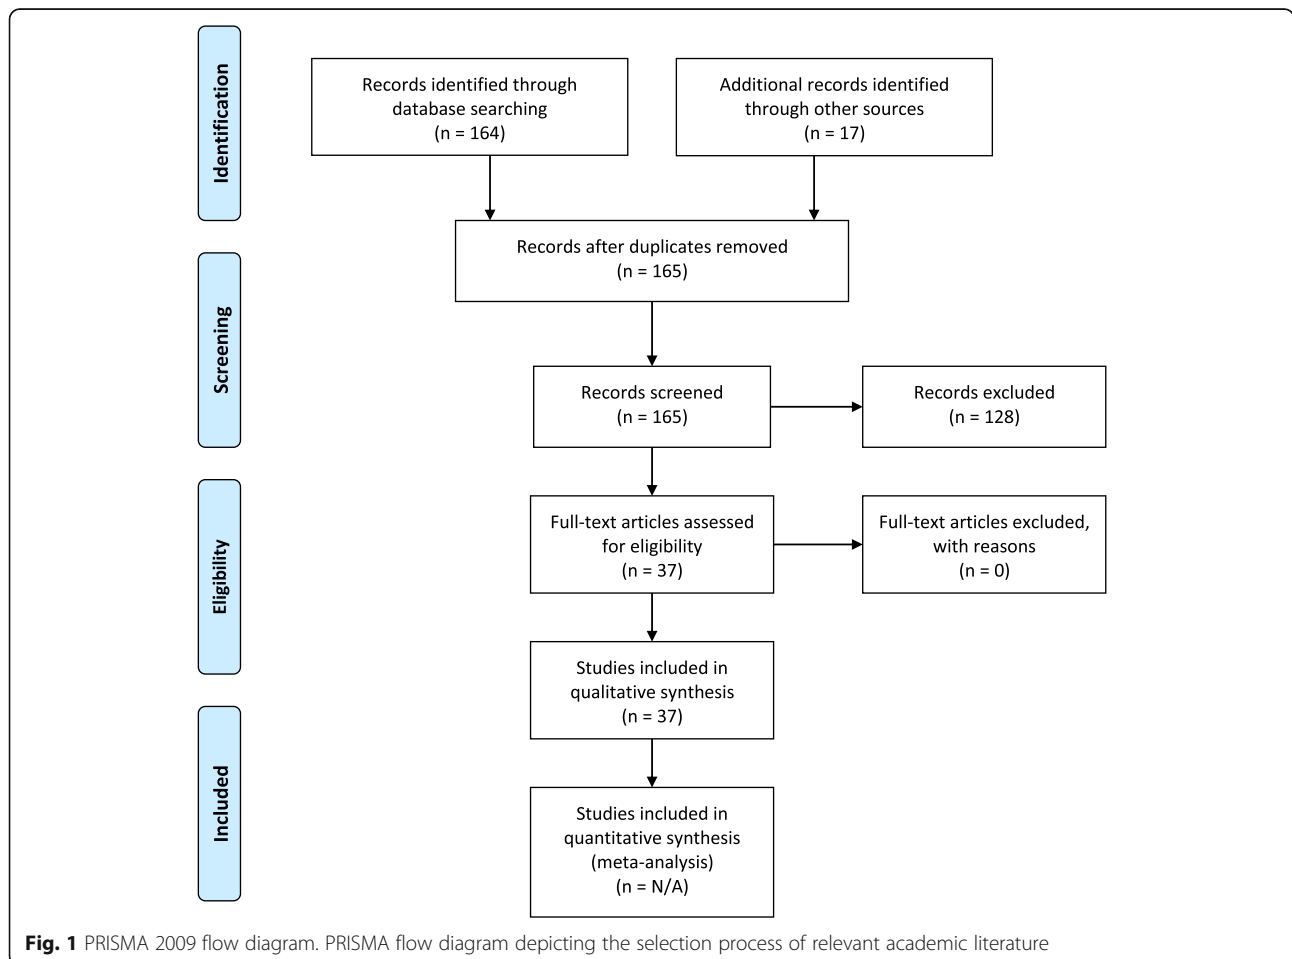 Identification
Records identified through
database searching
(n = 164)
Additional records identified
through other sources
(n = 17)
Records after duplicates removed
(n = 165)
Screening
Records screened
(n = 165)
Records excluded
(n = 128)
Eligibility
Full-text articles assessed
for eligibility
(n = 37)
Full-text articles excluded,
with reasons
(n = 0)
Studies included in
qualitative synthesis
(n = 37)
Included
Studies included in
quantitative synthesis
(meta-analysis)
(n = N/A)
Fig. 1 PRISMA 2009 flow diagram. PRISMA flow diagram depicting the selection process of relevant academic literature